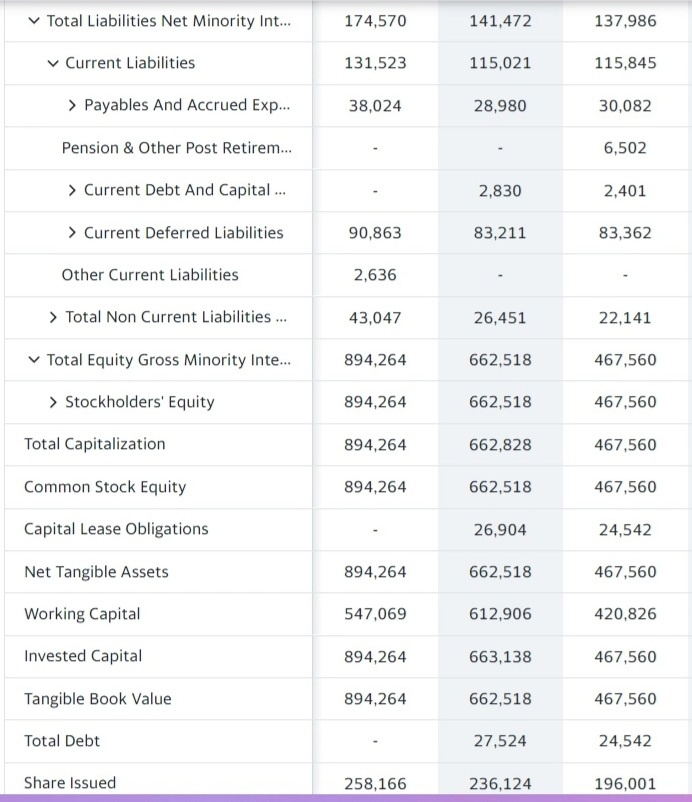 Total Liabilities Net Minority Int... 174,570 141,472 137,986
Current Liabilities 131,523 115,021 115,845
Payables And Accrued Exp... 38,024 28,980 30,082
Pension & Other Post Retirem... - - 6,502
Current Debt And Capital ... - 2,830 2,401
Current Deferred Liabilities 90,863 83,211 83,362
Other Current Liabilities 2,636 - -
Total Non Current Liabilities ... 43,047 26,451 22,141
Total Equity Gross Minority Inte... 894,264 662,518 467,560
Stockholders' Equity 894,264 662,518 467,560
Total Capitalization 894,264 662,828 467,560
Common Stock Equity 894,264 662,518 467,560
Capital Lease Obligations - 26,904 24,542
Net Tangible Assets 894,264 662,518 467,560
Working Capital 547,069 612,906 420,826
Invested Capital 894,264 663,138 467,560
Tangible Book Value 894,264 662,518 467,560
Total Debt - 27,524 24,542
Share Issued 258,166 236,124 196,001